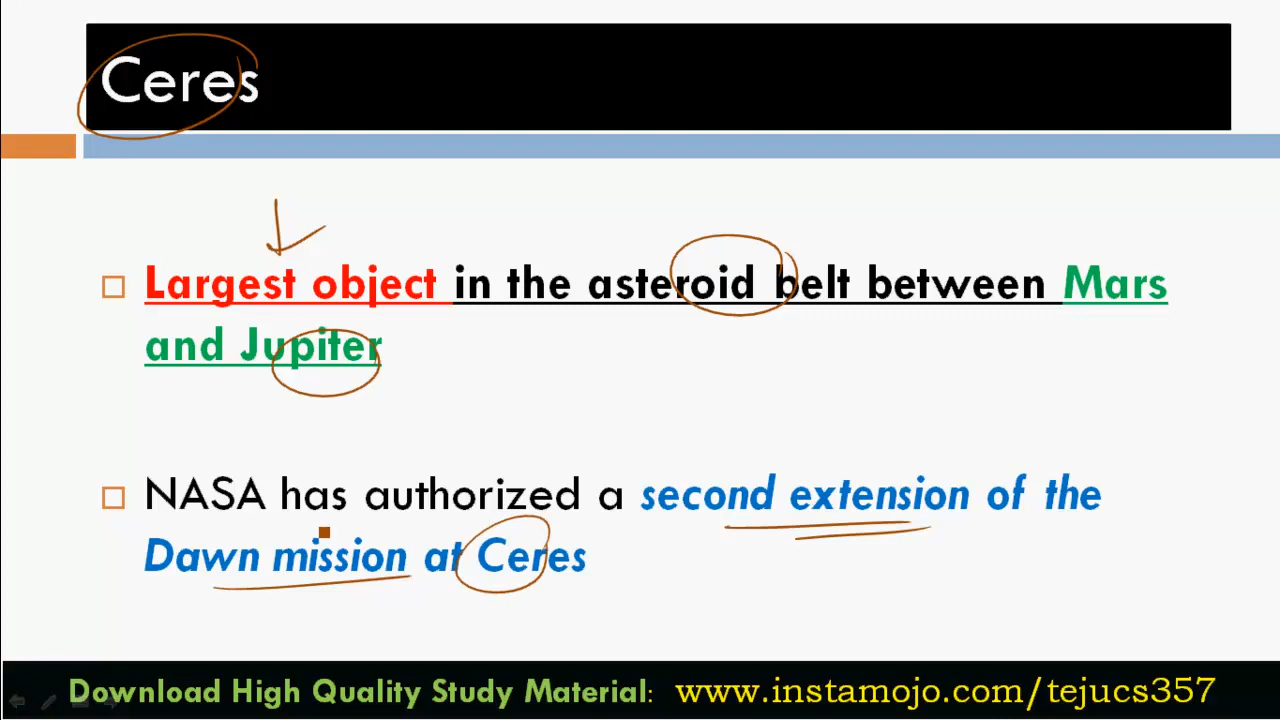 Ceres
Largest object in the asteroid belt between Mars
and Jupiter
NASA has authorized a second extension of the
Dawn mission at Ceres
Download High Quality Study Material: www.instamojo.com/tejucs357